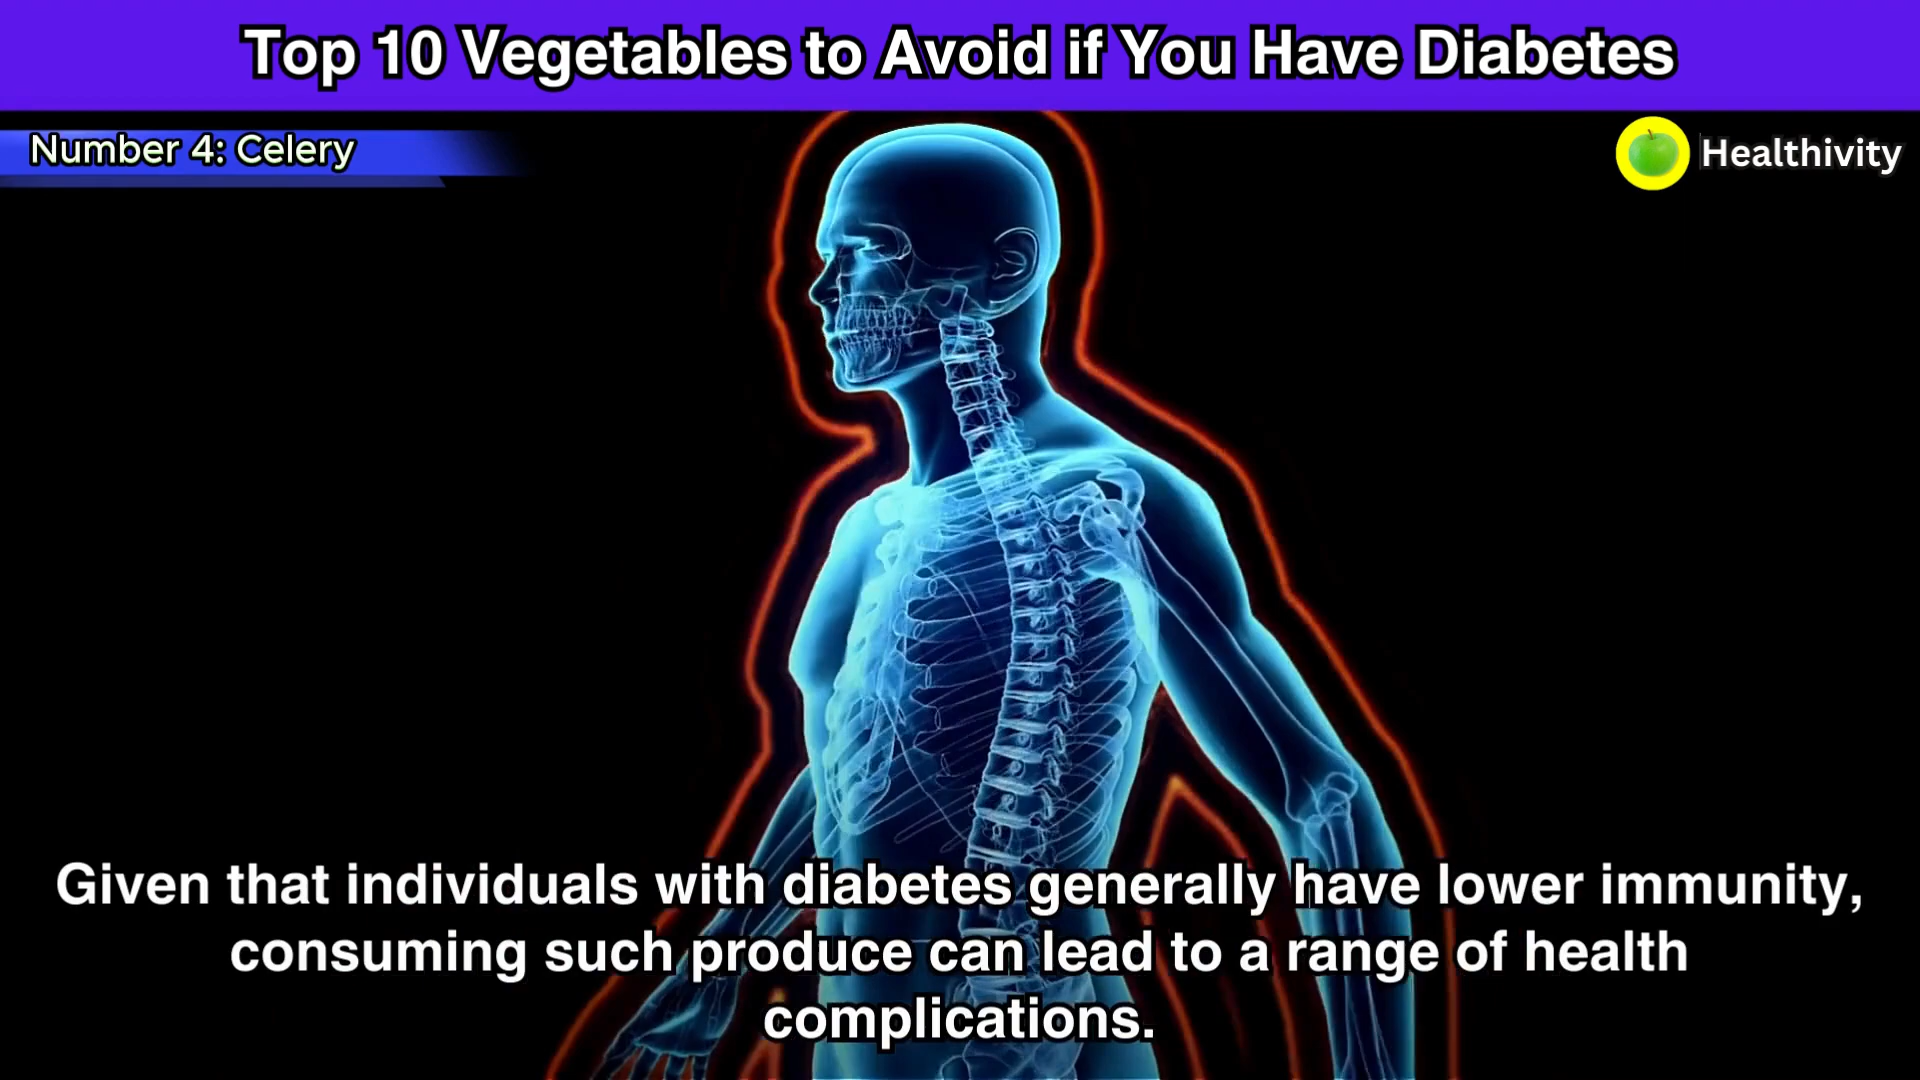 Top 10 Vegetables to Avoid if You Have Diabetes
Number 4: Celery
Healthivity
Given that individuals with diabetes generally have lower immunity,
consuming such produce can lead to a range of health
complications.